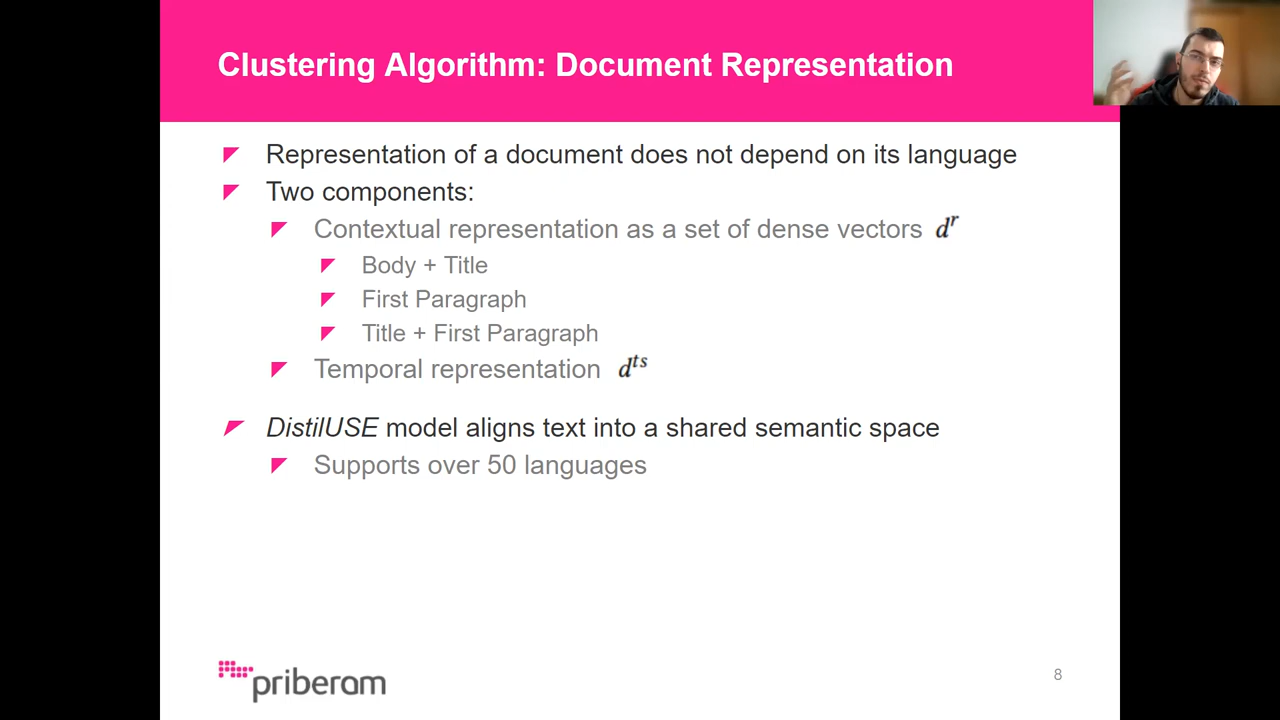 Clustering Algorithm: Document Representation
Representation of a document does not depend on its language
Two components:
Contextual representation as a set of dense vectors d^r
Body + Title
First Paragraph
Title + First Paragraph
Temporal representation d^ts
DistilUSE model aligns text into a shared semantic space
Supports over 50 languages
priberam
8